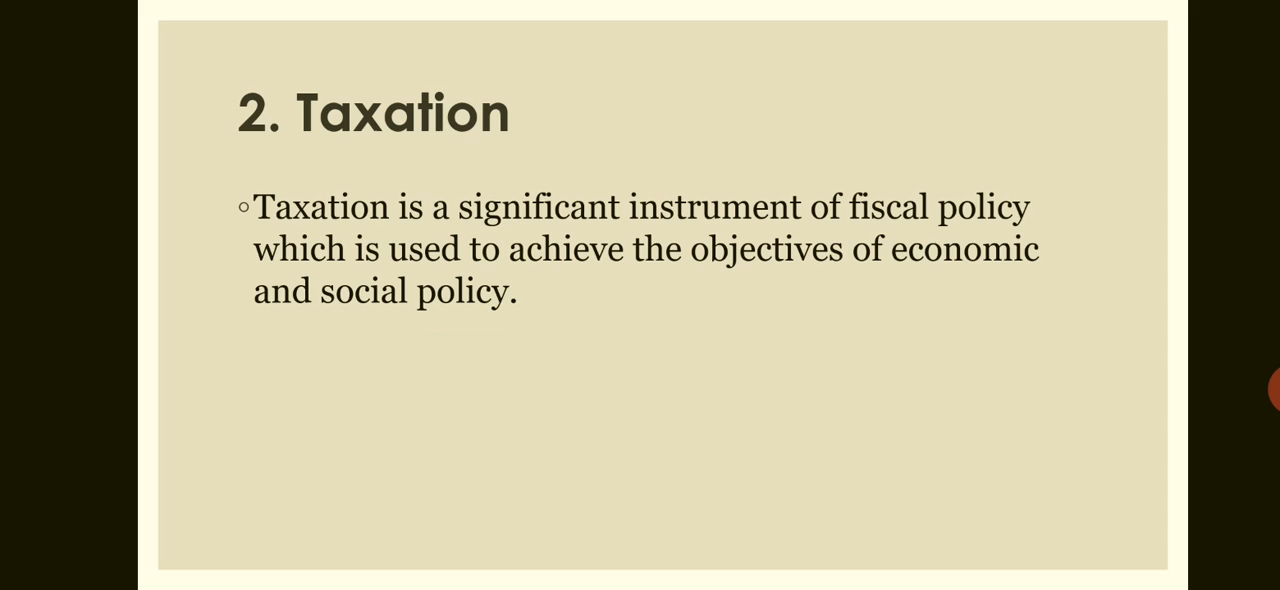 2. Taxation
◦Taxation is a significant instrument of fiscal policy
which is used to achieve the objectives of economic
and social policy.